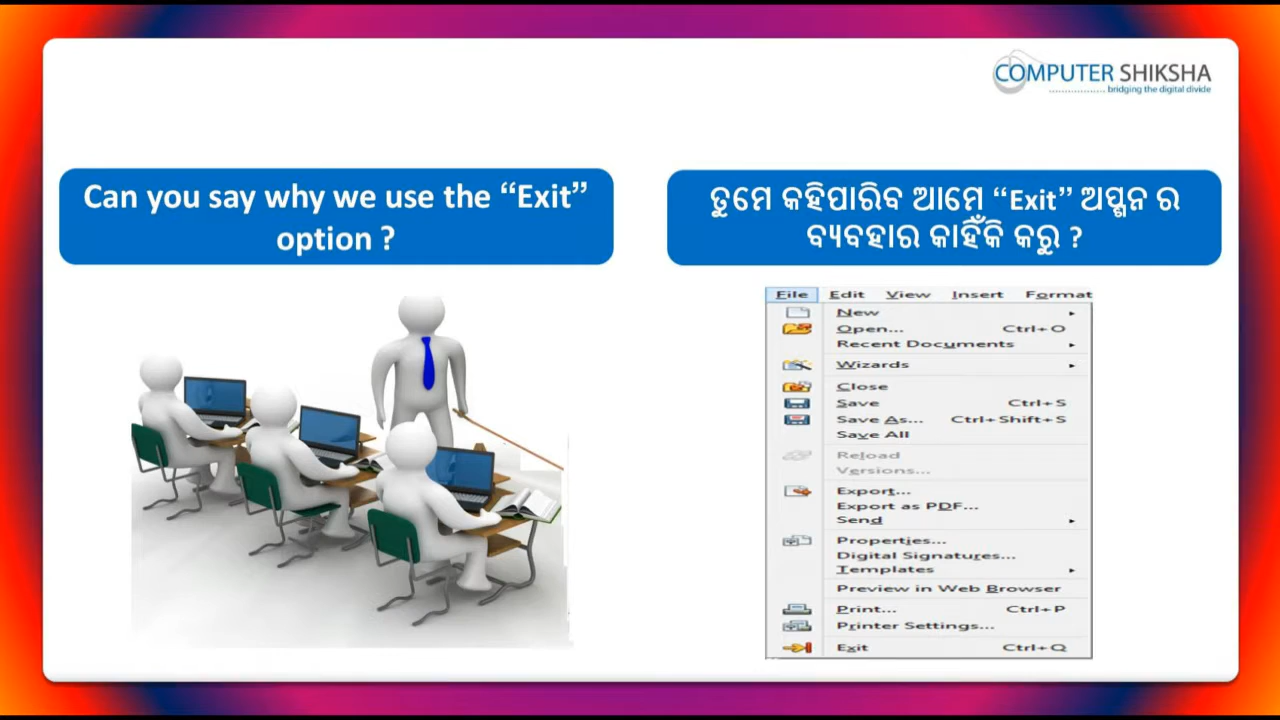 COMPUTER SHIKSHA
bridging the digital divide
Can you say why we use the “Exit”
option ?
ତୁମେ କହିପାରିବ ଆମେ “Exit” ଅପ୍ସନ ର
ବ୍ୟବହାର କାହିଁକି କରୁ ?
File Edit View Insert Format
New
Open... Ctrl+O
Recent Documents
Wizards
Close
Save Ctrl+S
Save As... Ctrl+Shift+S
Save All
Reload
Versions...
Export...
Export as PDF...
Send
Properties...
Digital Signatures...
Templates
Preview in Web Browser
Print... Ctrl+P
Printer Settings...
Exit Ctrl+Q